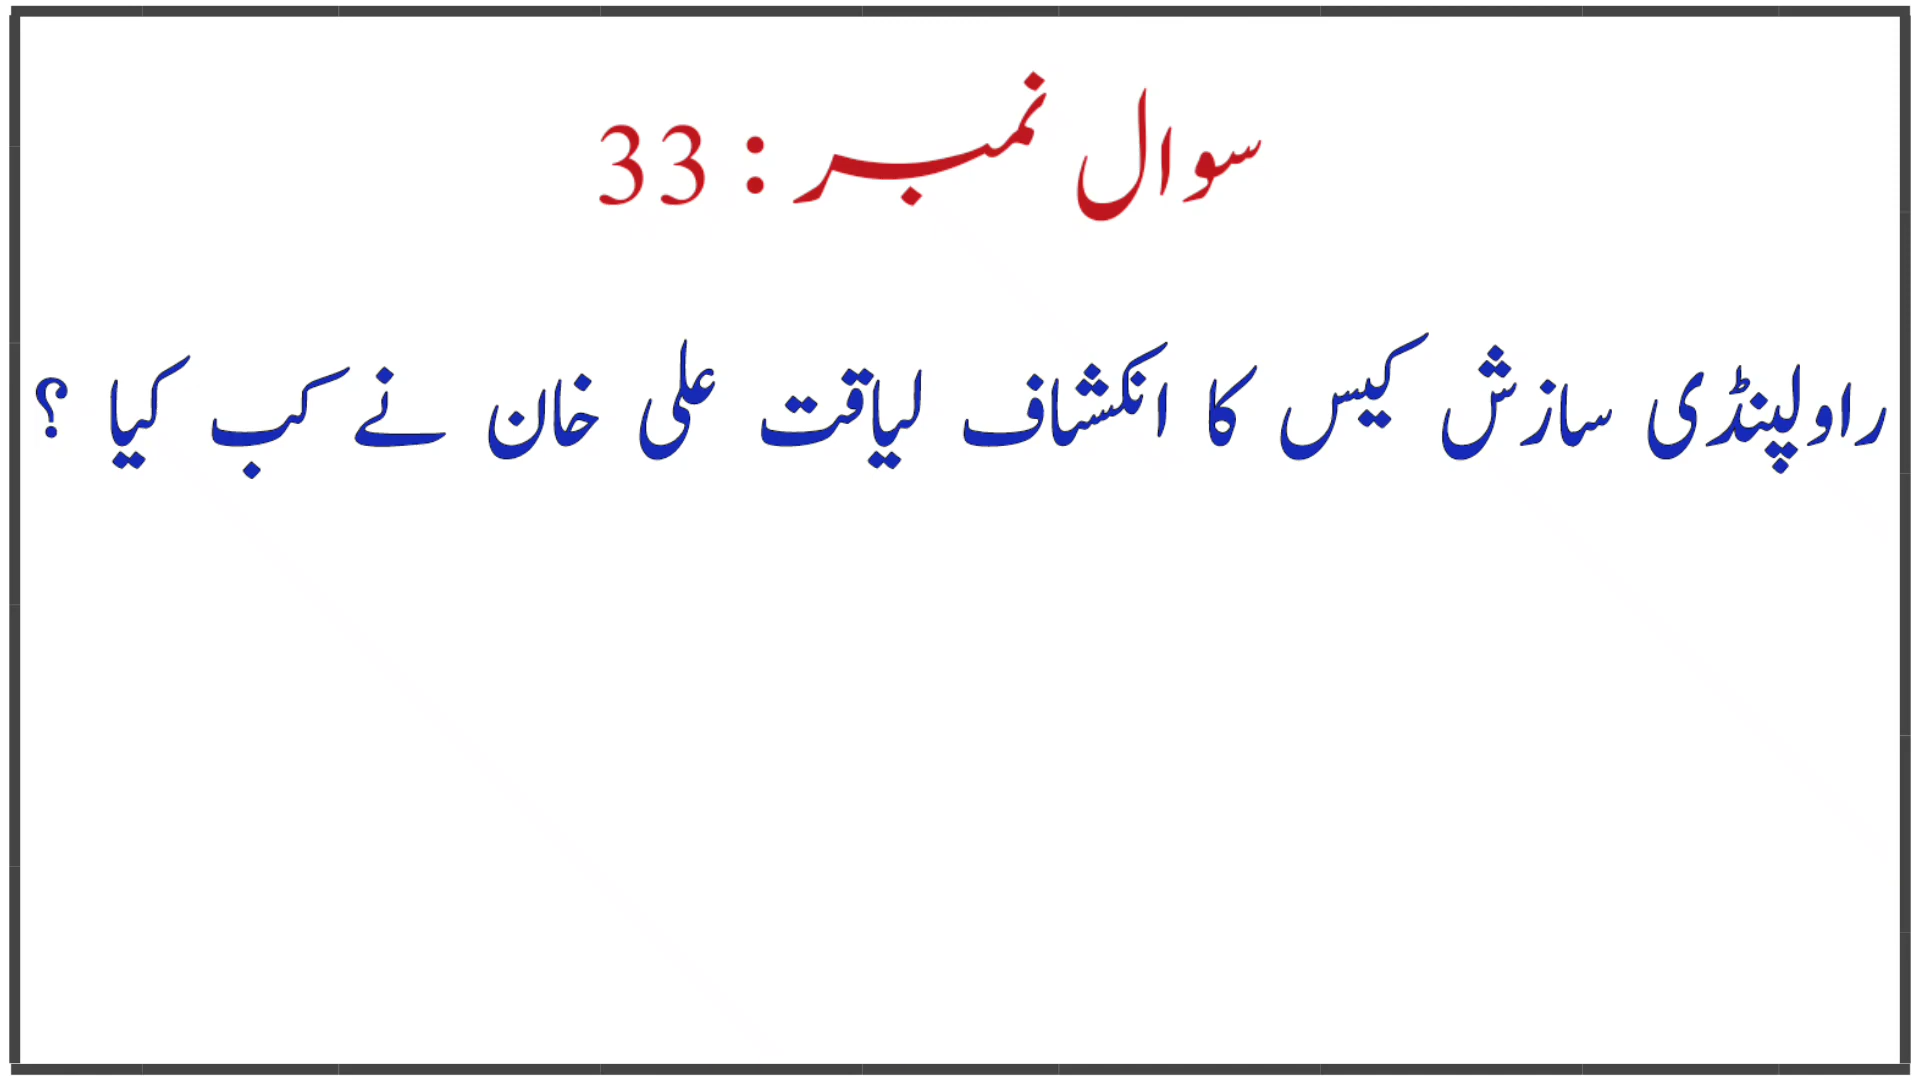 سوال نمبر : 33
راولپنڈی سازش کیس کا انکشاف لیاقت علی خان نے کب کیا ؟